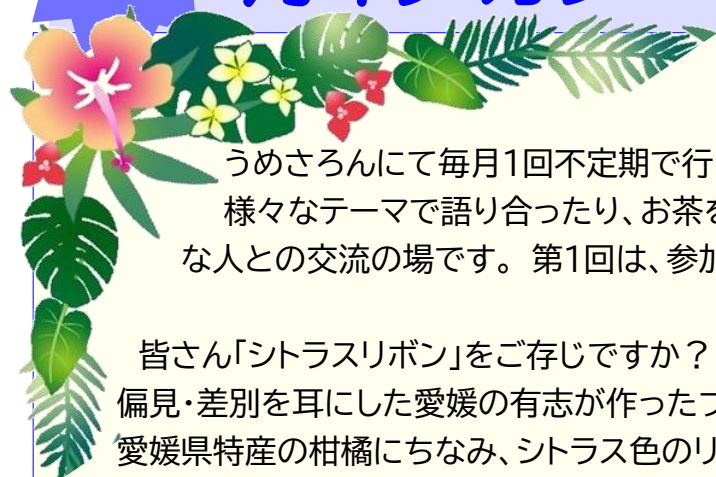 うめさろんにて毎月1回不定期で行
様々なテーマで語り合ったり、お茶を
な人との交流の場です。 第1回は、参加
皆さん「シトラスリボン」をご存じですか？
偏見・差別を耳にした愛媛の有志が作ったプ
愛媛県特産の柑橘にちなみ、シトラス色のリ